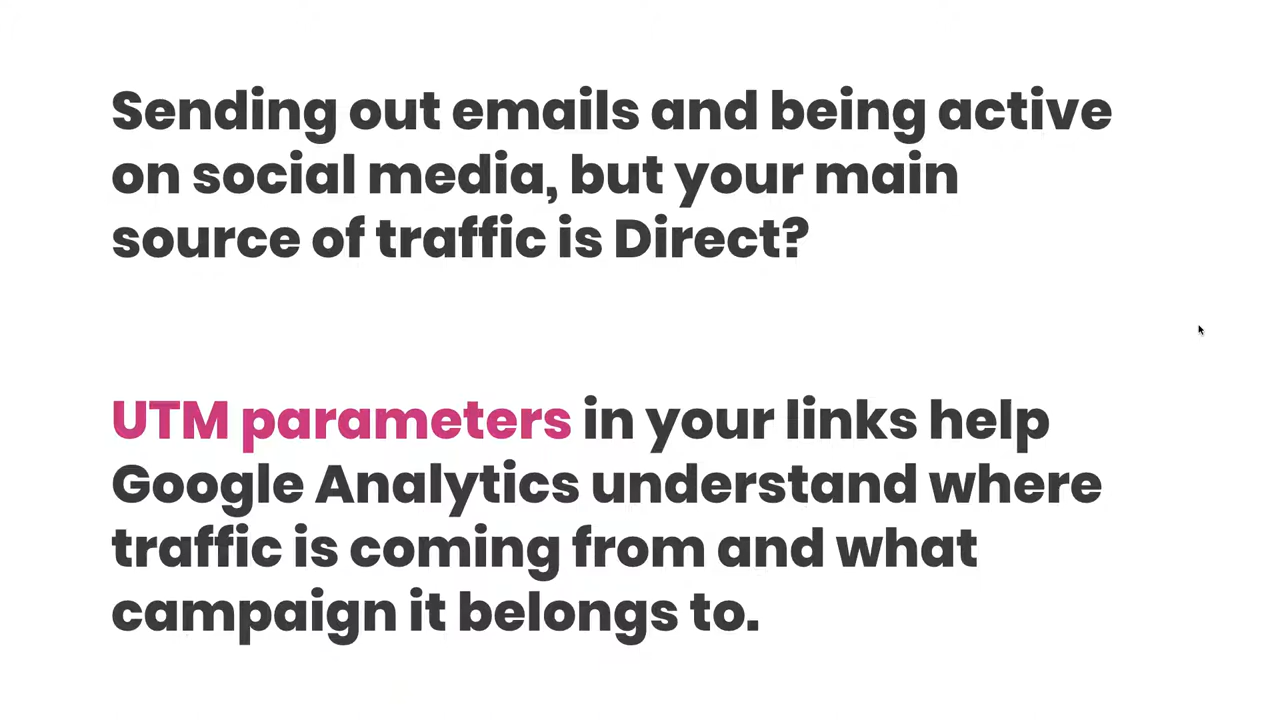 Sending out emails and being active
on social media, but your main
source of traffic is Direct?
UTM parameters in your links help
Google Analytics understand where
traffic is coming from and what
campaign it belongs to.